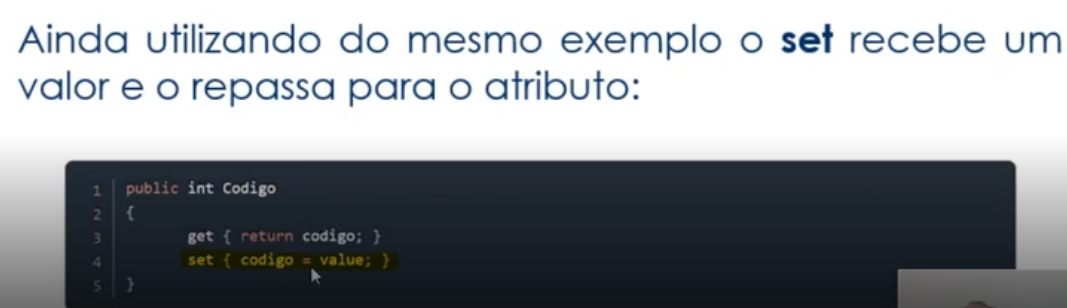 Ainda utilizando do mesmo exemplo o set recebe um
valor e o repassa para o atributo:
1 public int Codigo
2 {
3 get { return codigo; }
4 set { codigo = value; }
5 }